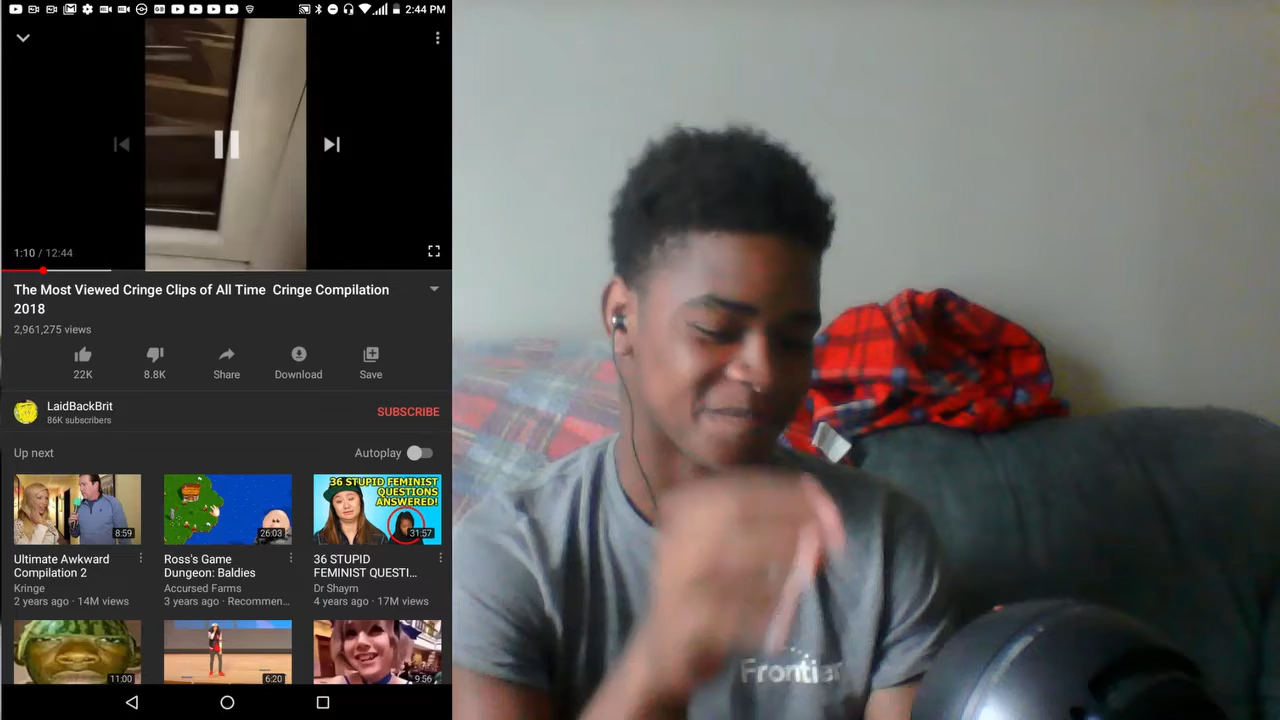 2:44 PM
1:10 / 12:44
The Most Viewed Cringe Clips of All Time Cringe Compilation
2018
2,961,275 views
22K
8.8K
Share
Download
Save
LaidBackBrit
86K subscribers
SUBSCRIBE
Up next
Autoplay
8:59
26:03
36 STUPID FEMINIST
QUESTIONS
ANSWERED!
31:57
Ultimate Awkward
Compilation 2
Kringe
2 years ago · 14M views
Ross's Game
Dungeon: Baldies
Accursed Farms
3 years ago · Recommen...
36 STUPID
FEMINIST QUESTI...
Dr Shaym
4 years ago · 17M views
11:00
6:20
9:56
Frontier